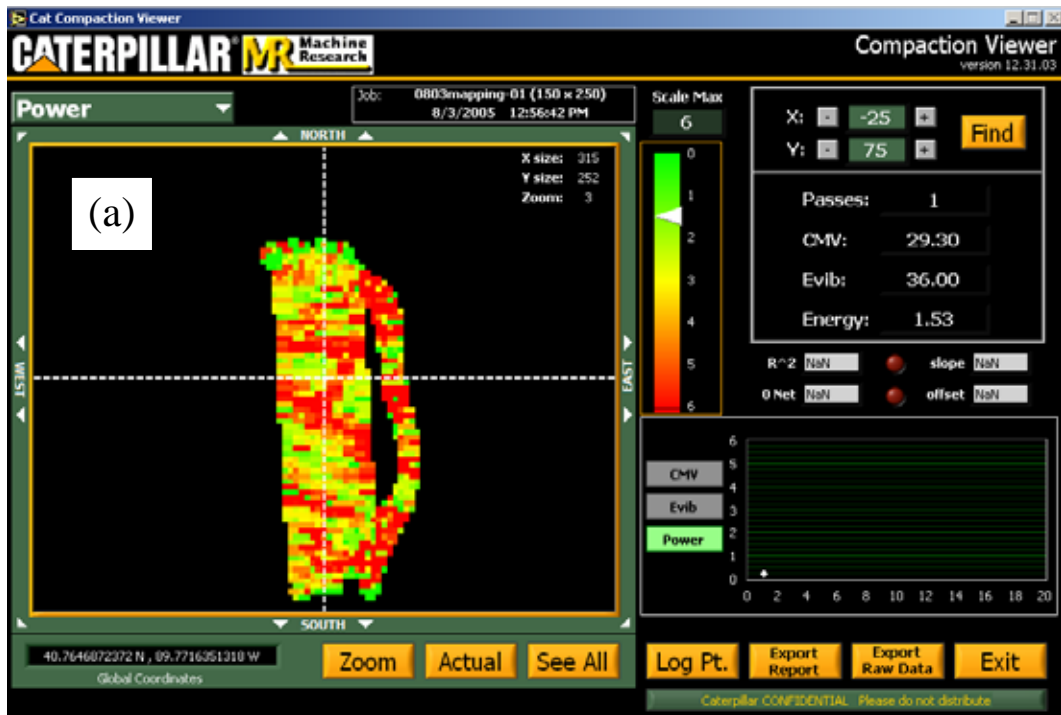 Cat Compaction Viewer
CATERPILLAR® MR Machine Research
Compaction Viewer
version 12.31.03
Power
Job: 0803mapping-01 (150 x 250)
8/3/2005 12:56:42 PM
NORTH
X size: 315
Y size: 252
Zoom: 3
(a)
WEST
EAST
SOUTH
40.7646872372 N , 89.7716351318 W
Global Coordinates
Zoom
Actual
See All
Scale Max
6
0
1
2
3
4
5
6
X: - -25 +
Y: - 75 +
Find
Passes: 1
CMV: 29.30
Evib: 36.00
Energy: 1.53
R^2 NaN slope NaN
0 Net NaN offset NaN
CMV
Evib
Power
6
5
4
3
2
1
0
0 2 4 6 8 10 12 14 16 18 20
Log Pt.
Export Report
Export Raw Data
Exit
Caterpillar CONFIDENTIAL Please do not distribute